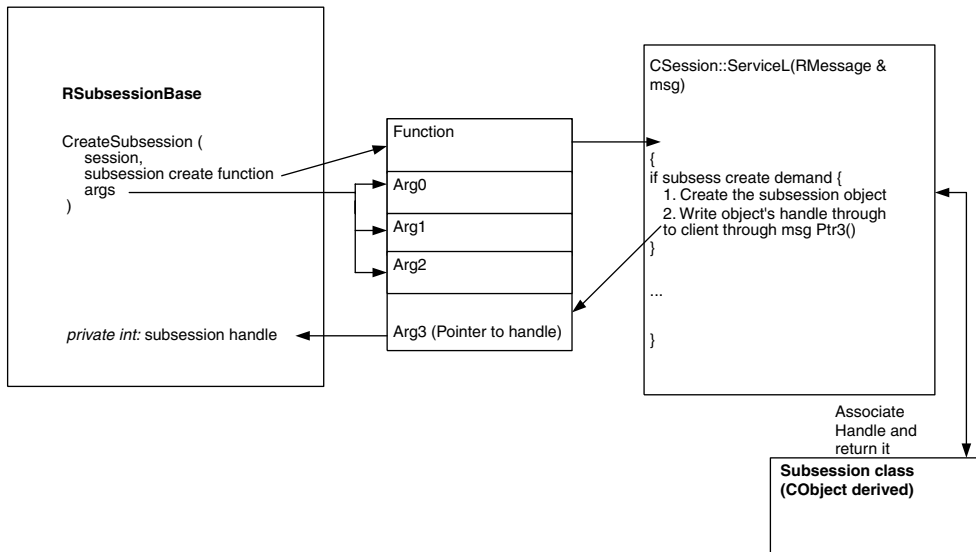 RSubsessionBase
CreateSubsession (
session,
subsession create function
args
)
private int: subsession handle
Function
Arg0
Arg1
Arg2
Arg3 (Pointer to handle)
CSession::ServiceL(RMessage &
msg)
{
if subsess create demand {
1. Create the subsession object
2. Write object's handle through
to client through msg Ptr3()
}
...
}
Associate
Handle and
return it
Subsession class
(CObject derived)